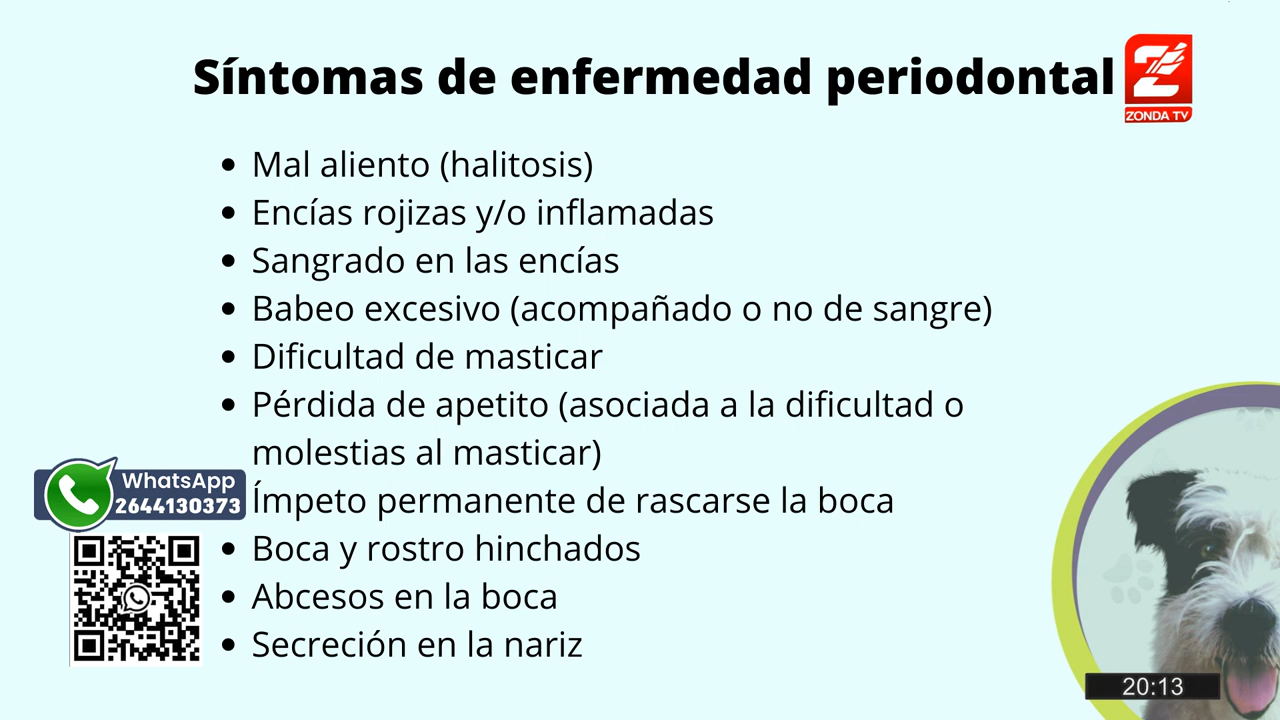 Síntomas de enfermedad periodontal
ZONDA TV
Mal aliento (halitosis)
Encías rojizas y/o inflamadas
Sangrado en las encías
Babeo excesivo (acompañado o no de sangre)
Dificultad de masticar
Pérdida de apetito (asociada a la dificultad o
molestias al masticar)
Ímpeto permanente de rascarse la boca
Boca y rostro hinchados
Abcesos en la boca
Secreción en la nariz
WhatsApp
2644130373
20:13